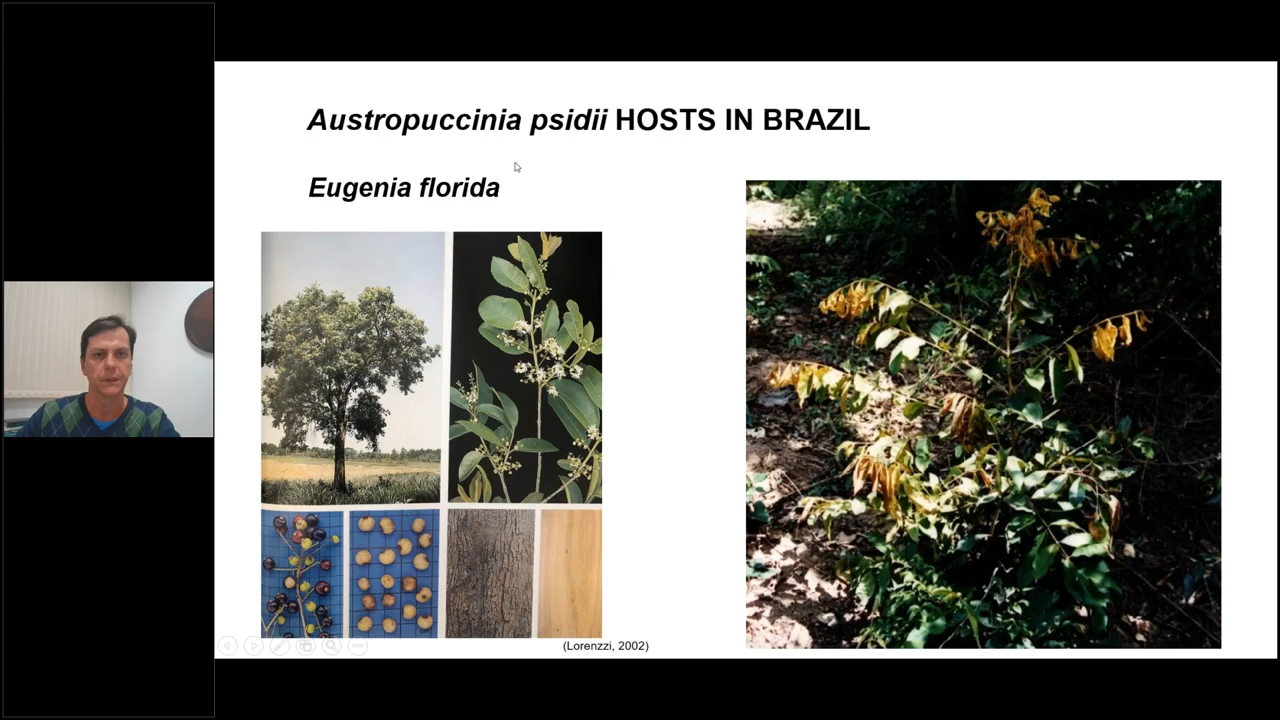 Austropuccinia psidii HOSTS IN BRAZIL
Eugenia florida
(Lorenzzi, 2002)